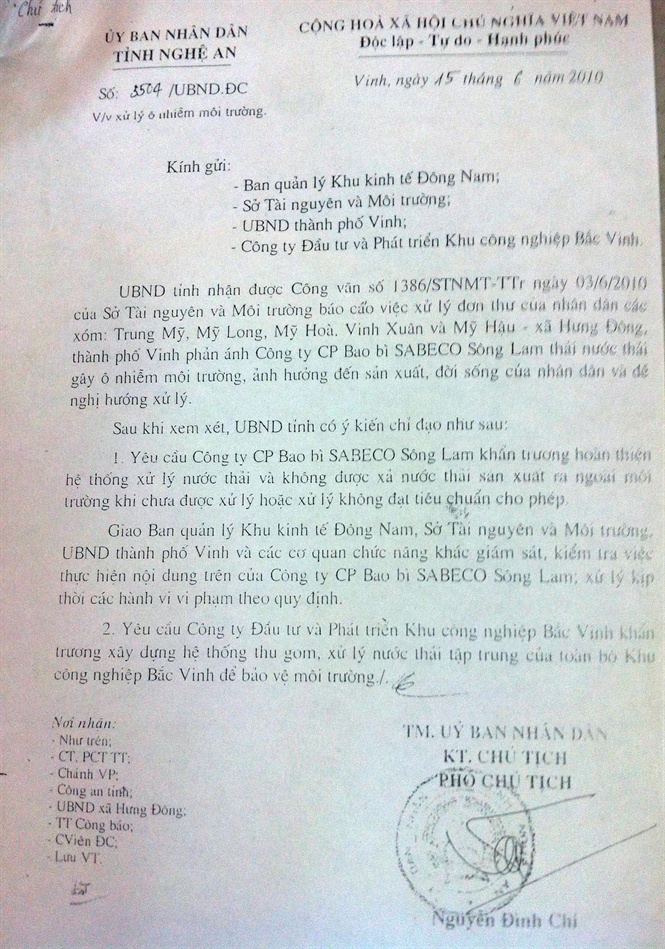 Chủ tịch
ỦY BAN NHÂN DÂN
TỈNH NGHỆ AN
CỘNG HOÀ XÃ HỘI CHỦ NGHĨA VIỆT NAM
Độc lập - Tự do - Hạnh phúc
Số: 3504 /UBND.ĐC
Vinh, ngày 15 tháng 6 năm 2010
V/v xử lý ô nhiễm môi trường.
Kính gửi:
- Ban quản lý Khu kinh tế Đông Nam;
- Sở Tài nguyên và Môi trường;
- UBND thành phố Vinh;
- Công ty Đầu tư và Phát triển Khu công nghiệp Bắc Vinh.
UBND tỉnh nhận được Công văn số 1386/STNMT-TTr ngày 03/6/2010
của Sở Tài nguyên và Môi trường báo cáo việc xử lý đơn thư của nhân dân các
xóm: Trung Mỹ, Mỹ Long, Mỹ Hoà, Vinh Xuân và Mỹ Hậu - xã Hưng Đông,
thành phố Vinh phản ánh Công ty CP Bao bì SABECO Sông Lam thải nước thải
gây ô nhiễm môi trường, ảnh hưởng đến sản xuất, đời sống của nhân dân và đề
nghị hướng xử lý.
Sau khi xem xét, UBND tỉnh có ý kiến chỉ đạo như sau:
1. Yêu cầu Công ty CP Bao bì SABECO Sông Lam khẩn trương hoàn thiện
hệ thống xử lý nước thải và không được xả nước thải sản xuất ra ngoài môi
trường khi chưa được xử lý hoặc xử lý không đạt tiêu chuẩn cho phép.
Giao Ban quản lý Khu kinh tế Đông Nam, Sở Tài nguyên và Môi trường,
UBND thành phố Vinh và các cơ quan chức năng khác giám sát, kiểm tra việc
thực hiện nội dung trên của Công ty CP Bao bì SABECO Sông Lam; xử lý kịp
thời các hành vi vi phạm theo quy định.
2. Yêu cầu Công ty Đầu tư và Phát triển Khu công nghiệp Bắc Vinh khẩn
trương xây dựng hệ thống thu gom, xử lý nước thải tập trung của toàn bộ Khu
công nghiệp Bắc Vinh để bảo vệ môi trường./.
Nơi nhận:
- Như trên;
- CT, PCT TT;
- Chánh VP;
- Công an tỉnh;
- UBND xã Hưng Đông;
- TT Công báo;
- CViên ĐC;
- Lưu VT.
TM. UỶ BAN NHÂN DÂN
KT. CHỦ TỊCH
PHÓ CHỦ TỊCH
Nguyễn Đình Chi